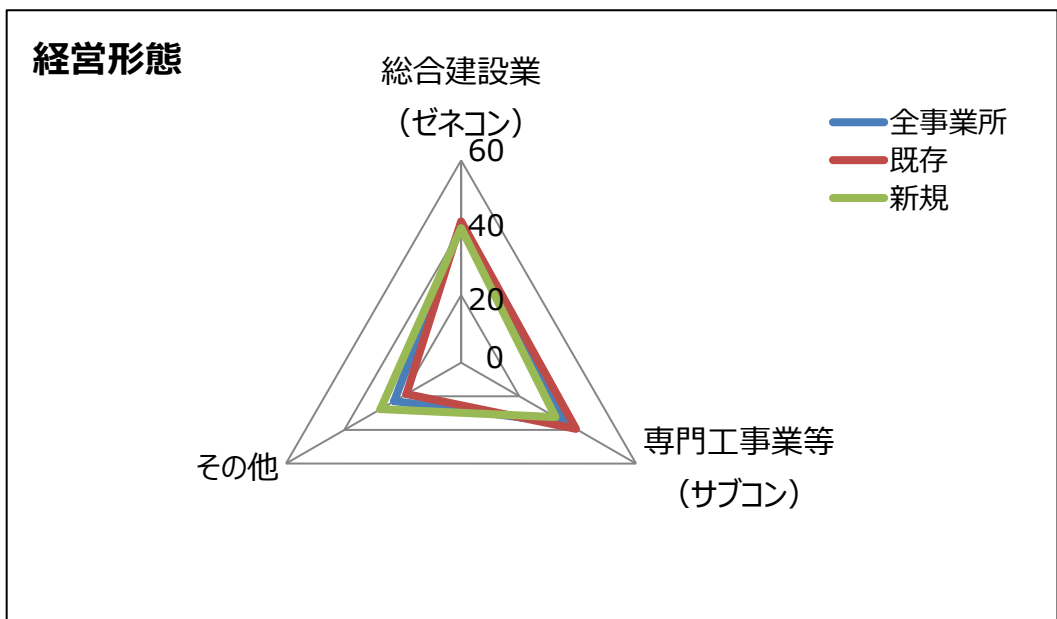 経営形態
総合建設業
（ゼネコン）
60
40
20
0
全事業所
既存
新規
専門工事業等
（サブコン）
その他